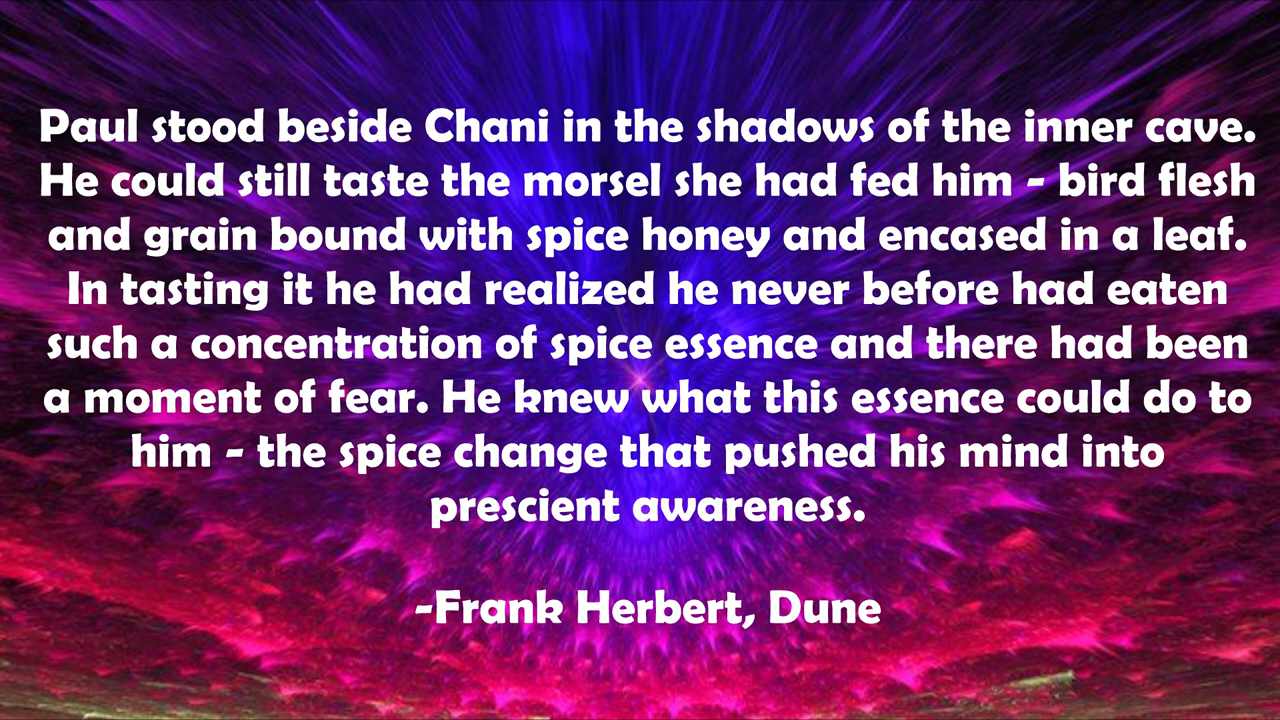 Paul stood beside Chani in the shadows of the inner cave.
He could still taste the morsel she had fed him - bird flesh
and grain bound with spice honey and encased in a leaf.
In tasting it he had realized he never before had eaten
such a concentration of spice essence and there had been
a moment of fear. He knew what this essence could do to
him - the spice change that pushed his mind into
prescient awareness.
-Frank Herbert, Dune